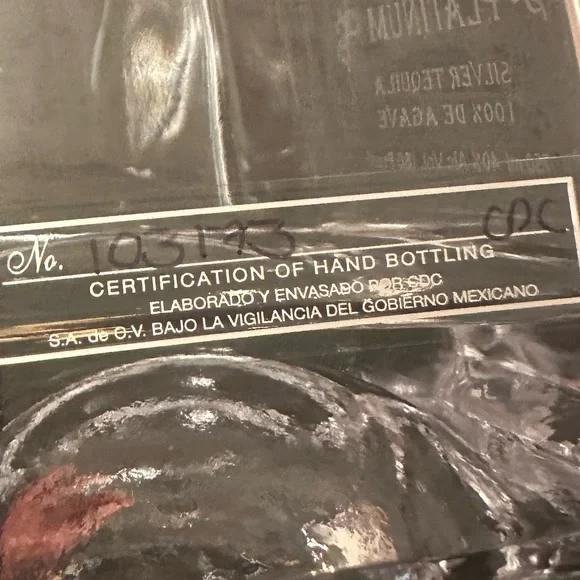 PLATINUM
SILVER TEQUILA
100% DE AGAVE
No. 103173 CDC
CERTIFICATION OF HAND BOTTLING
ELABORADO Y ENVASADO POR CDC
S.A. de C.V. BAJO LA VIGILANCIA DEL GOBIERNO MEXICANO